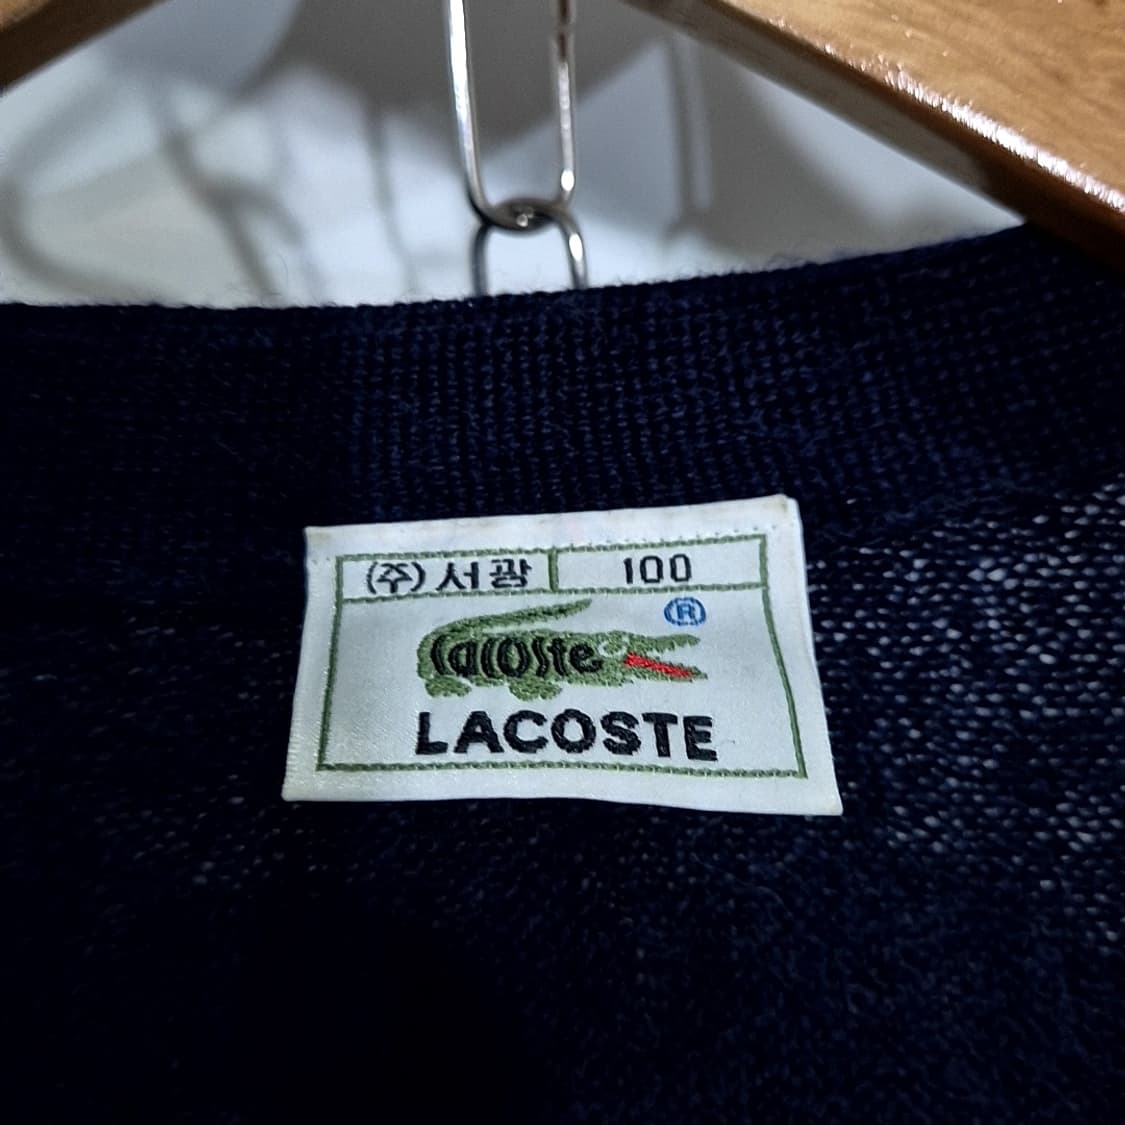 (주)서광 100
®
Lacoste
LACOSTE